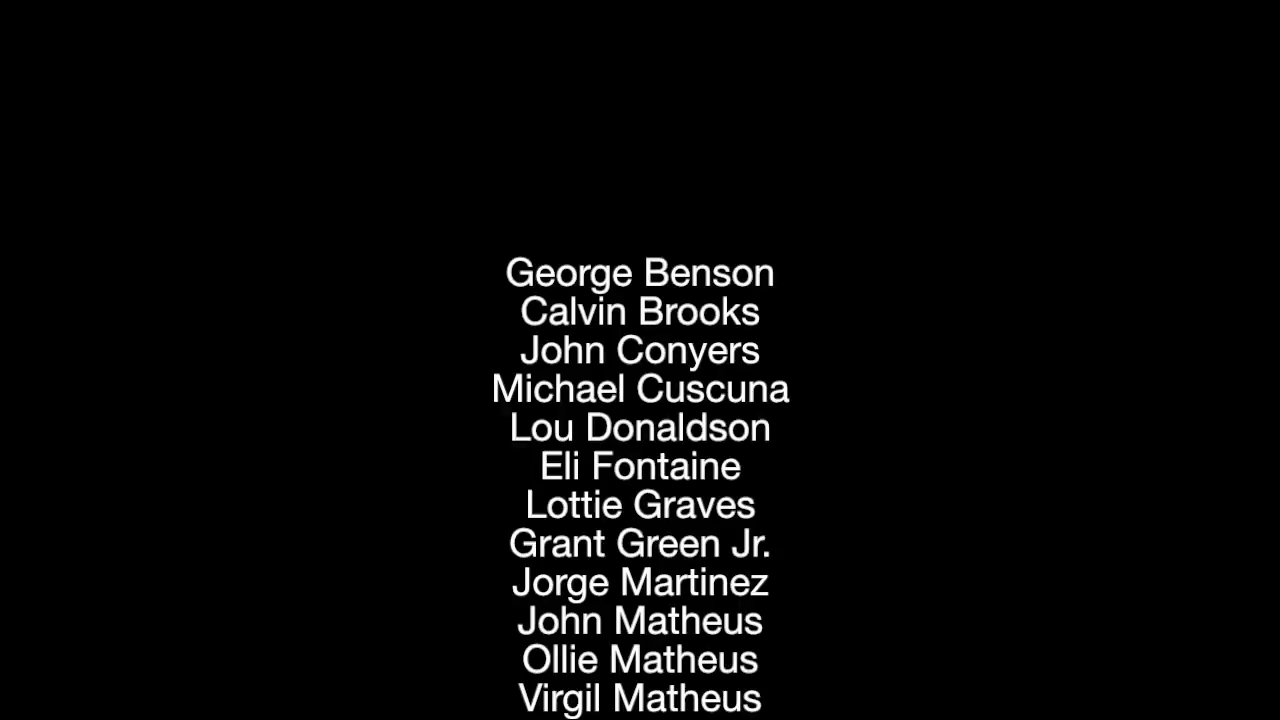 George Benson
Calvin Brooks
John Conyers
Michael Cuscuna
Lou Donaldson
Eli Fontaine
Lottie Graves
Grant Green Jr.
Jorge Martinez
John Matheus
Ollie Matheus
Virgil Matheus